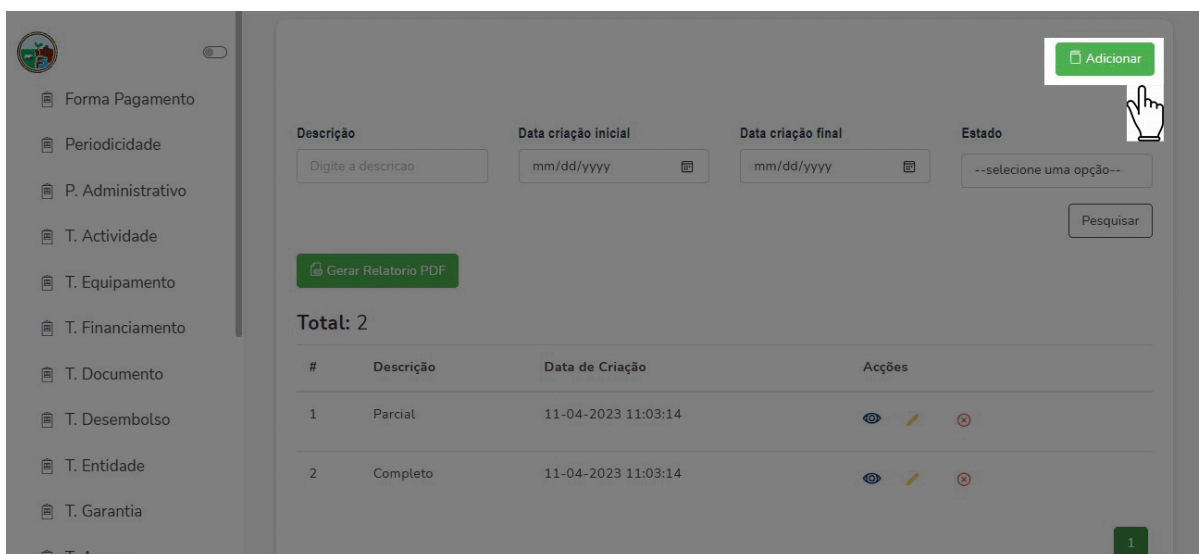 Adicionar
Forma Pagamento
Periodicidade
P. Administrativo
T. Actividade
T. Equipamento
T. Financiamento
T. Documento
T. Desembolso
T. Entidade
T. Garantia
Descrição Data criação inicial Data criação final Estado
Digite a descricao mm/dd/yyyy mm/dd/yyyy --selecione uma opção--
Pesquisar
Gerar Relatorio PDF
Total: 2
# Descrição Data de Criação Acções
1 Parcial 11-04-2023 11:03:14
2 Completo 11-04-2023 11:03:14
1